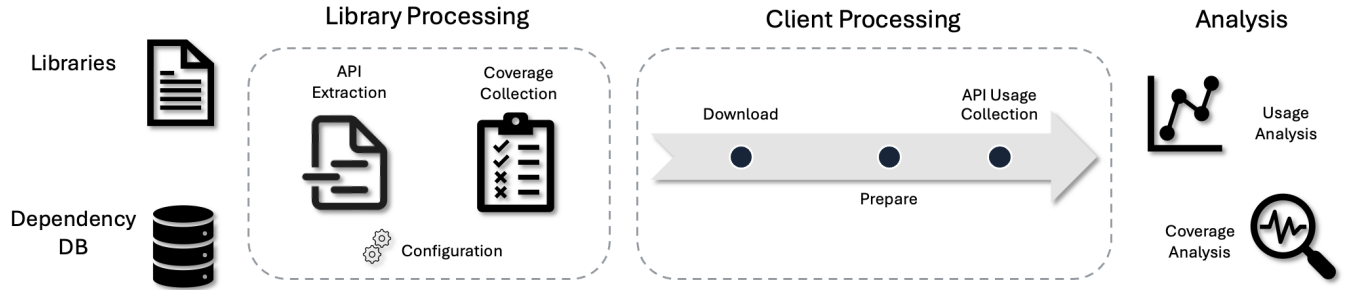 Libraries
Dependency
DB
Library Processing
API
Extraction
Coverage
Collection
Configuration
Client Processing
Download
Prepare
API Usage
Collection
Analysis
Usage
Analysis
Coverage
Analysis